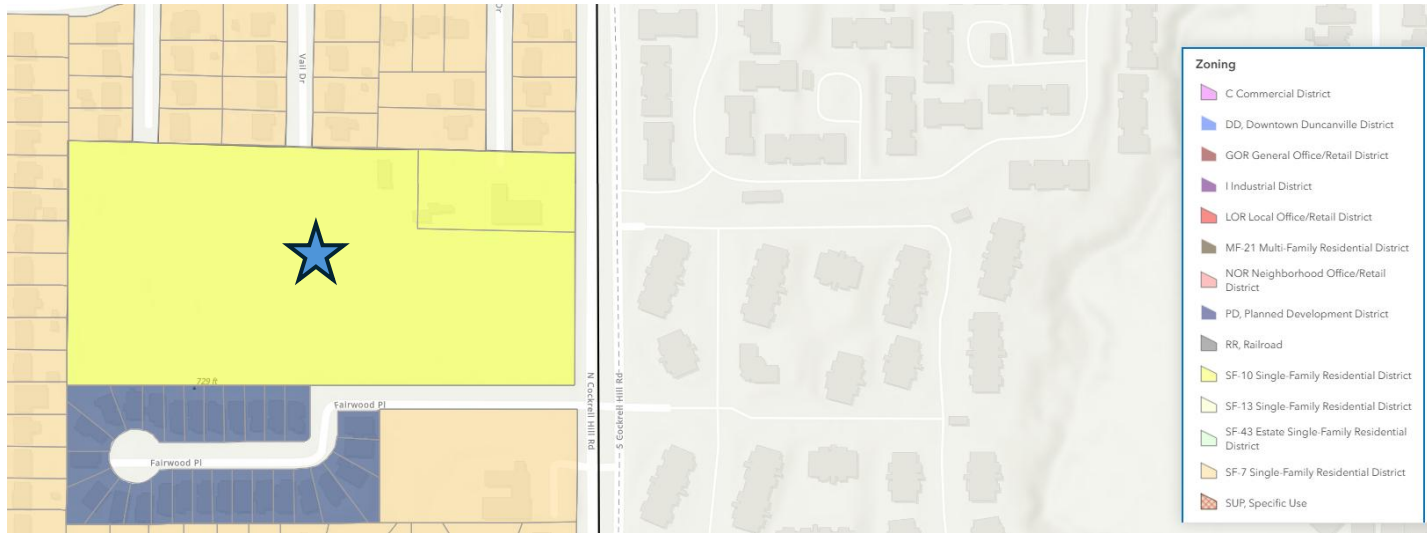 Vail Dr
Dr
729 ft
Fairwood Pl
Fairwood Pl
N Cockrell Hill Rd
S Cockrell Hill Rd
Zoning
C Commercial District
DD, Downtown Duncanville District
GOR General Office/Retail District
I Industrial District
LOR Local Office/Retail District
MF-21 Multi-Family Residential District
NOR Neighborhood Office/Retail
District
PD, Planned Development District
RR, Railroad
SF-10 Single-Family Residential District
SF-13 Single-Family Residential District
SF-43 Estate Single-Family Residential
District
SF-7 Single-Family Residential District
SUP, Specific Use